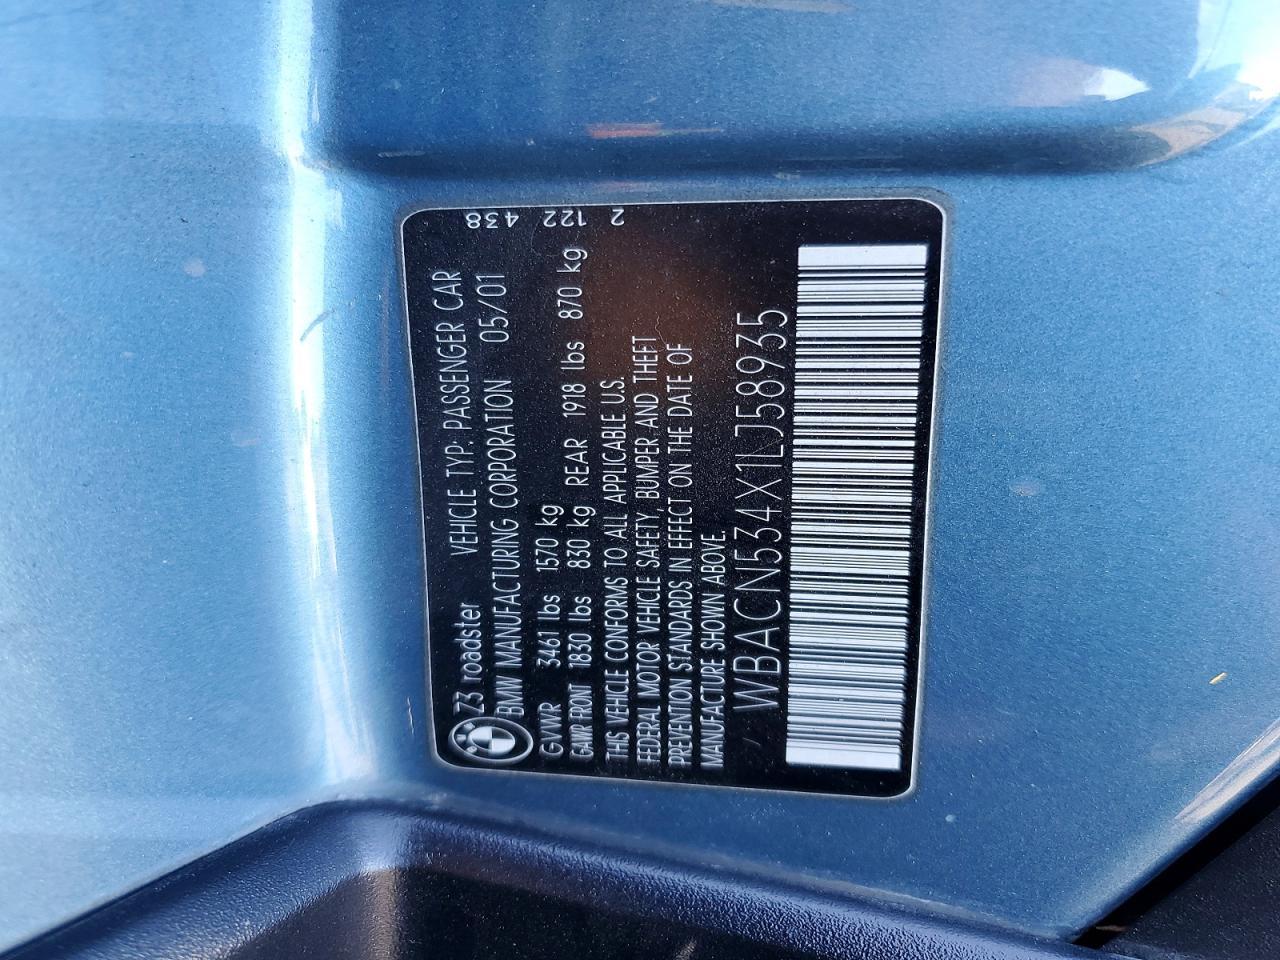 Z3 roadster VEHICLE TYP: PASSENGER CAR
BMW MANUFACTURING CORPORATION 05/01
GVWR 3461 lbs 1570 kg
GAWR FRONT 1830 lbs 830 kg REAR 1918 lbs 870 kg
THIS VEHICLE CONFORMS TO ALL APPLICABLE U.S.
FEDERAL MOTOR VEHICLE SAFETY, BUMPER AND THEFT
PREVENTION STANDARDS IN EFFECT ON THE DATE OF
MANUFACTURE SHOWN ABOVE.
WBACN534X1LJ58935
2 122 438